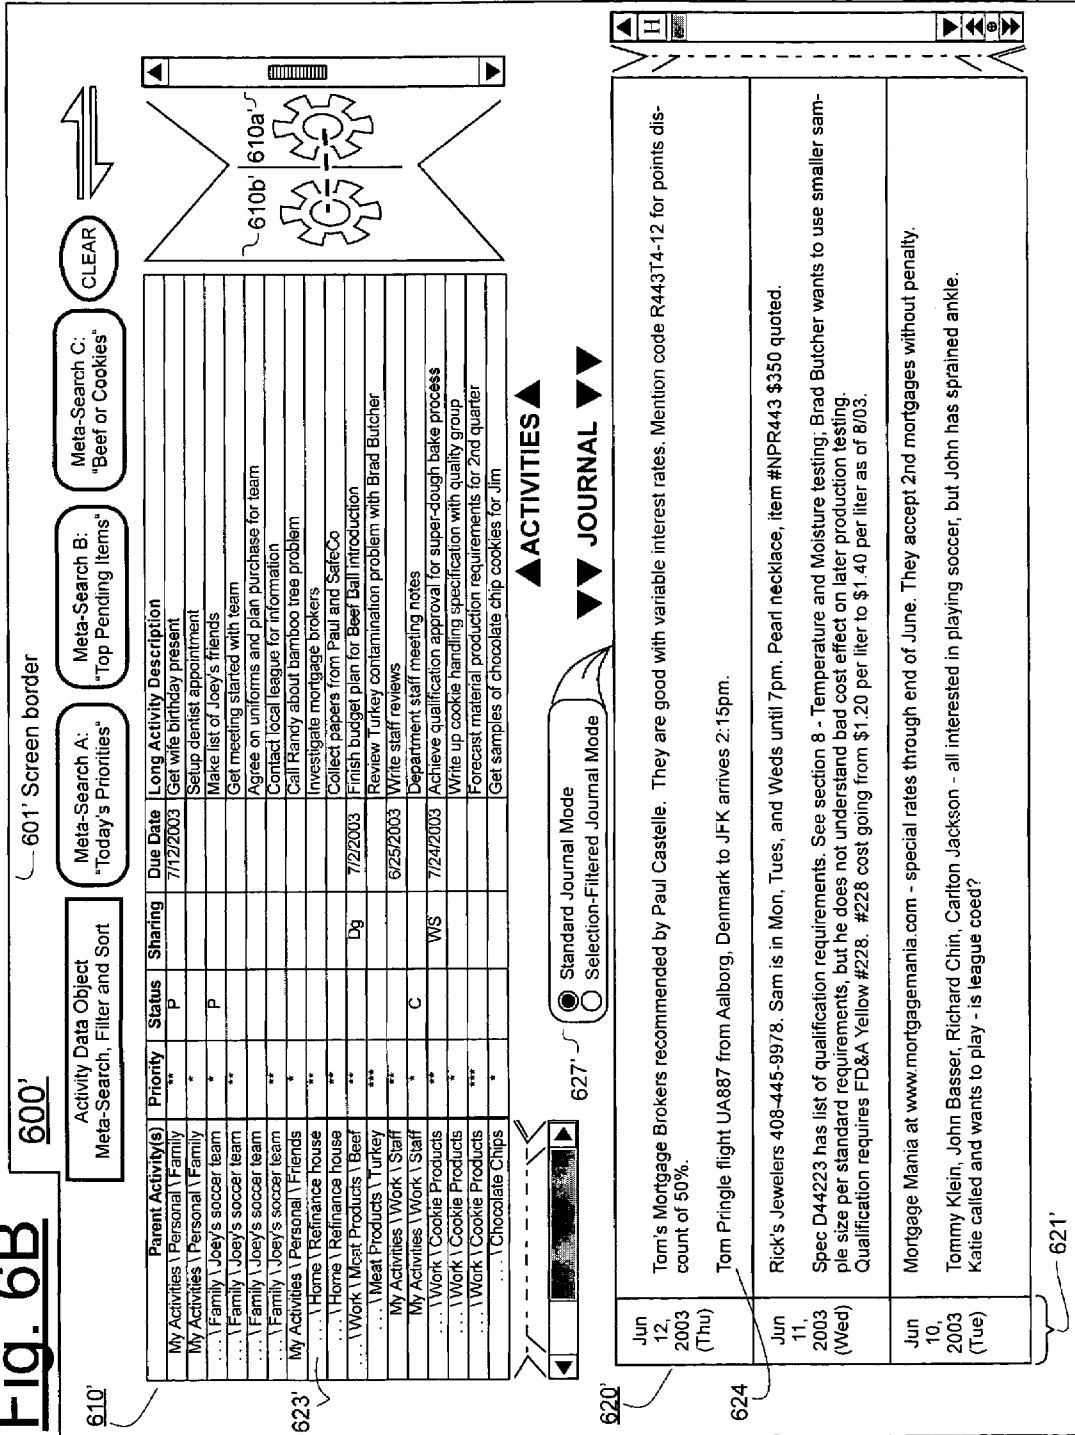 Fig. 6B
600'
601' Screen border
Activity Data Object
Meta-Search, Filter and Sort
Meta-Search A:
"Today's Priorities"
Meta-Search B:
"Top Pending Items"
Meta-Search C:
"Beef or Cookies"
CLEAR
610'
Parent Activity(s) Priority Status Sharing Due Date Long Activity Description
My Activities \ Personal \ Family ** P 7/12/2003 Get wife birthday present
My Activities \ Personal \ Family * Setup dentist appointment
. . . \ Family \ Joey's soccer team * P Make list of Joey's friends
. . . \ Family \ Joey's soccer team ** Get meeting started with team
. . . \ Family \ Joey's soccer team Agree on uniforms and plan purchase for team
. . . \ Family \ Joey's soccer team ** Contact local league for information
My Activities \ Personal \ Friends * Call Randy about bamboo tree problem
. . . \ Home \ Refinance house ** Investigate mortgage brokers
. . . \ Home \ Refinance house ** Collect papers from Paul and SafeCo
. . . \ Work \ Meat Products \ Beef ** Dg 7/2/2003 Finish budget plan for Beef Ball introduction
. . . \ Meat Products \ Turkey *** Review Turkey contamination problem with Brad Butcher
My Activities \ Work \ Staff ** 6/25/2003 Write staff reviews
My Activities \ Work \ Staff * C Department staff meeting notes
. . . \ Work \ Cookie Products ** WS 7/24/2003 Achieve qualification approval for super-dough bake process
. . . \ Work \ Cookie Products * Write up cookie handling specification with quality group
. . . \ Work \ Cookie Products *** Forecast material production requirements for 2nd quarter
. . . \ Chocolate Chips * Get samples of chocolate chip cookies for Jim
610b' 610a'
623'
ACTIVITIES
JOURNAL
627'
Standard Journal Mode
Selection-Filtered Journal Mode
620'
H
Jun
12,
2003
(Thu)
Tom's Mortgage Brokers recommended by Paul Castelle. They are good with variable interest rates. Mention code R443T4-12 for points dis-
count of 50%.
Tom Pringle flight UA887 from Aalborg, Denmark to JFK arrives 2:15pm.
624
Jun
11,
2003
(Wed)
Rick's Jewelers 408-445-9978. Sam is in Mon, Tues, and Weds until 7pm. Pearl necklace, item #NPR443 $350 quoted.
Spec D44223 has list of qualification requirements. See section 8 - Temperature and Moisture testing; Brad Butcher wants to use smaller sam-
ple size per standard requirements, but he does not understand bad cost effect on later production testing.
Qualification requires FD&A Yellow #228. #228 cost going from $1.20 per liter to $1.40 per liter as of 8/03.
Jun
10,
2003
(Tue)
Mortgage Mania at www.mortgagemania.com - special rates through end of June. They accept 2nd mortgages without penalty.
Tommy Klein, John Basser, Richard Chin, Carlton Jackson - all interested in playing soccer, but John has sprained ankle.
Katie called and wants to play - is league coed?
621'